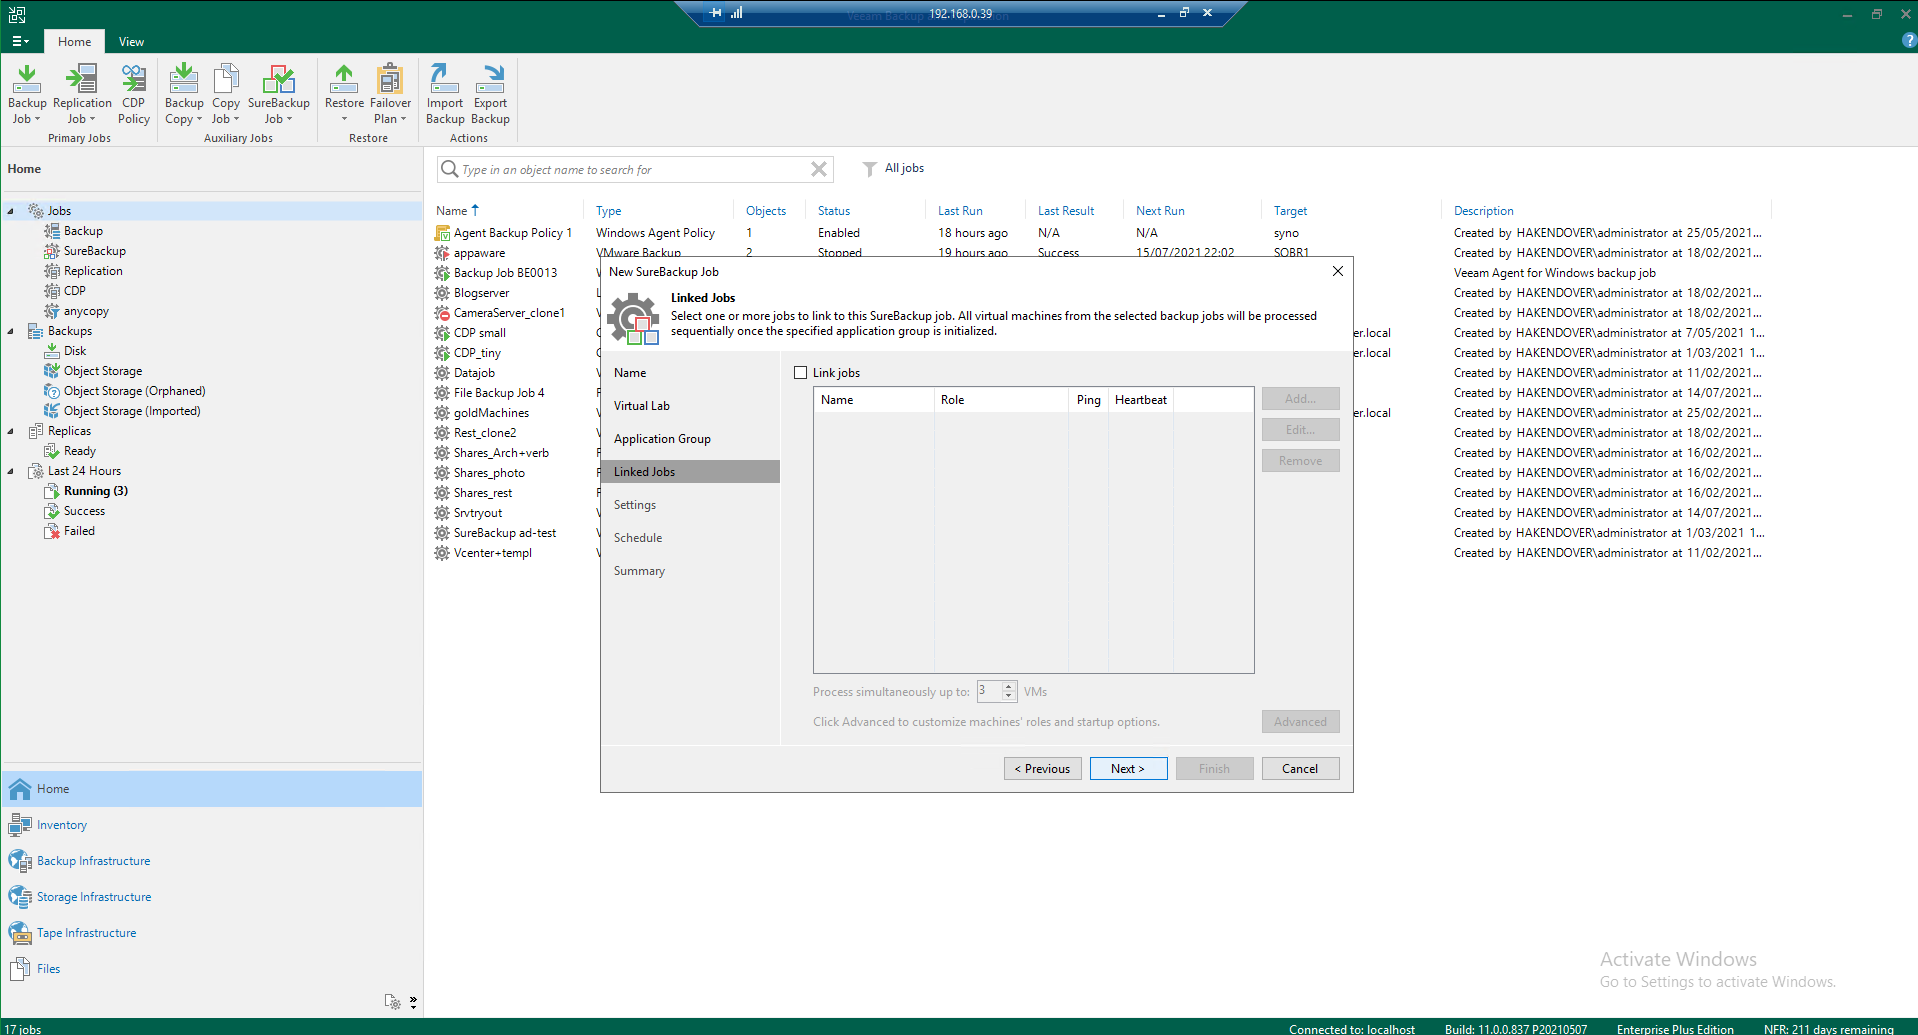 192.168.0.39
Home
View
Backup Job
Replication Job
CDP Policy
Backup Copy
Copy Job
SureBackup Job
Restore
Failover Plan
Import Backup
Export Backup
Primary Jobs
Auxiliary Jobs
Restore
Actions
Home
Type in an object name to search for
All jobs
Jobs
Backup
SureBackup
Replication
CDP
anycopy
Backups
Disk
Object Storage
Object Storage (Orphaned)
Object Storage (Imported)
Replicas
Ready
Last 24 Hours
Running (3)
Success
Failed
Home
Inventory
Backup Infrastructure
Storage Infrastructure
Tape Infrastructure
Files
Name Type Objects Status Last Run Last Result Next Run Target Description
Agent Backup Policy 1 Windows Agent Policy 1 Enabled 18 hours ago N/A N/A syno Created by HAKENDOVER\administrator at 25/05/2021...
appaware VMware Backup 2 Stopped 19 hours ago Success 15/07/2021 22:02 SOBR1 Created by HAKENDOVER\administrator at 18/02/2021...
Backup Job BE0013 Veeam Agent for Windows backup job
Blogserver Created by HAKENDOVER\administrator at 18/02/2021...
CameraServer_clone1 Created by HAKENDOVER\administrator at 18/02/2021...
CDP small er.local Created by HAKENDOVER\administrator at 7/05/2021 1...
CDP_tiny er.local Created by HAKENDOVER\administrator at 1/03/2021 1...
Datajob Created by HAKENDOVER\administrator at 11/02/2021...
File Backup Job 4 Created by HAKENDOVER\administrator at 14/07/2021...
goldMachines er.local Created by HAKENDOVER\administrator at 25/02/2021...
Rest_clone2 Created by HAKENDOVER\administrator at 18/02/2021...
Shares_Arch+verb Created by HAKENDOVER\administrator at 16/02/2021...
Shares_photo Created by HAKENDOVER\administrator at 16/02/2021...
Shares_rest Created by HAKENDOVER\administrator at 16/02/2021...
Srvtryout Created by HAKENDOVER\administrator at 14/07/2021...
SureBackup ad-test Created by HAKENDOVER\administrator at 1/03/2021 1...
Vcenter+templ Created by HAKENDOVER\administrator at 11/02/2021...
New SureBackup Job
Linked Jobs
Select one or more jobs to link to this SureBackup job. All virtual machines from the selected backup jobs will be processed
sequentially once the specified application group is initialized.
Name
Virtual Lab
Application Group
Linked Jobs
Settings
Schedule
Summary
Link jobs
Name Role Ping Heartbeat
Add...
Edit...
Remove
Process simultaneously up to: 3 VMs
Click Advanced to customize machines' roles and startup options.
Advanced
< Previous Next > Finish Cancel
Activate Windows
Go to Settings to activate Windows.
17 jobs
Connected to: localhost Build: 11.0.0.837 P20210507 Enterprise Plus Edition NFR: 211 days remaining